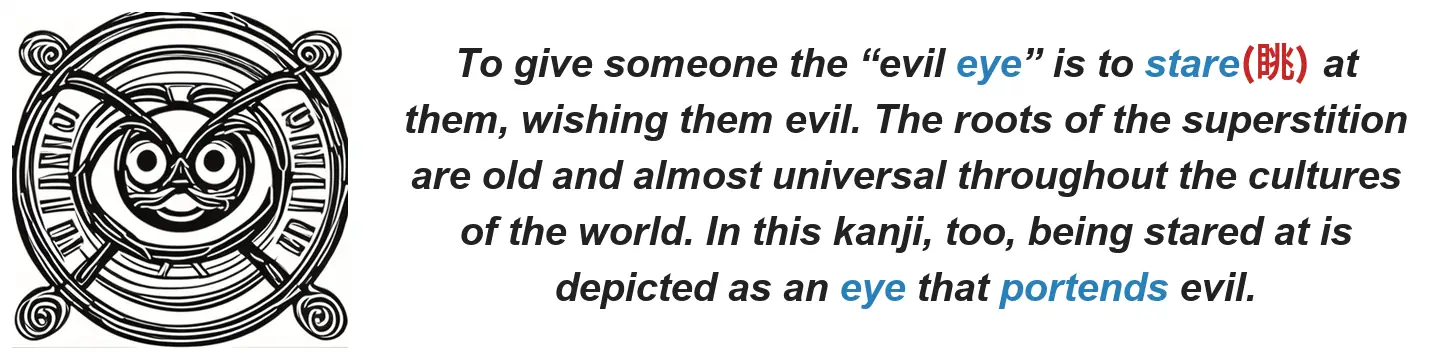 To give someone the “evil eye” is to stare(眺) at
them, wishing them evil. The roots of the superstition
are old and almost universal throughout the cultures
of the world. In this kanji, too, being stared at is
depicted as an eye that portends evil.